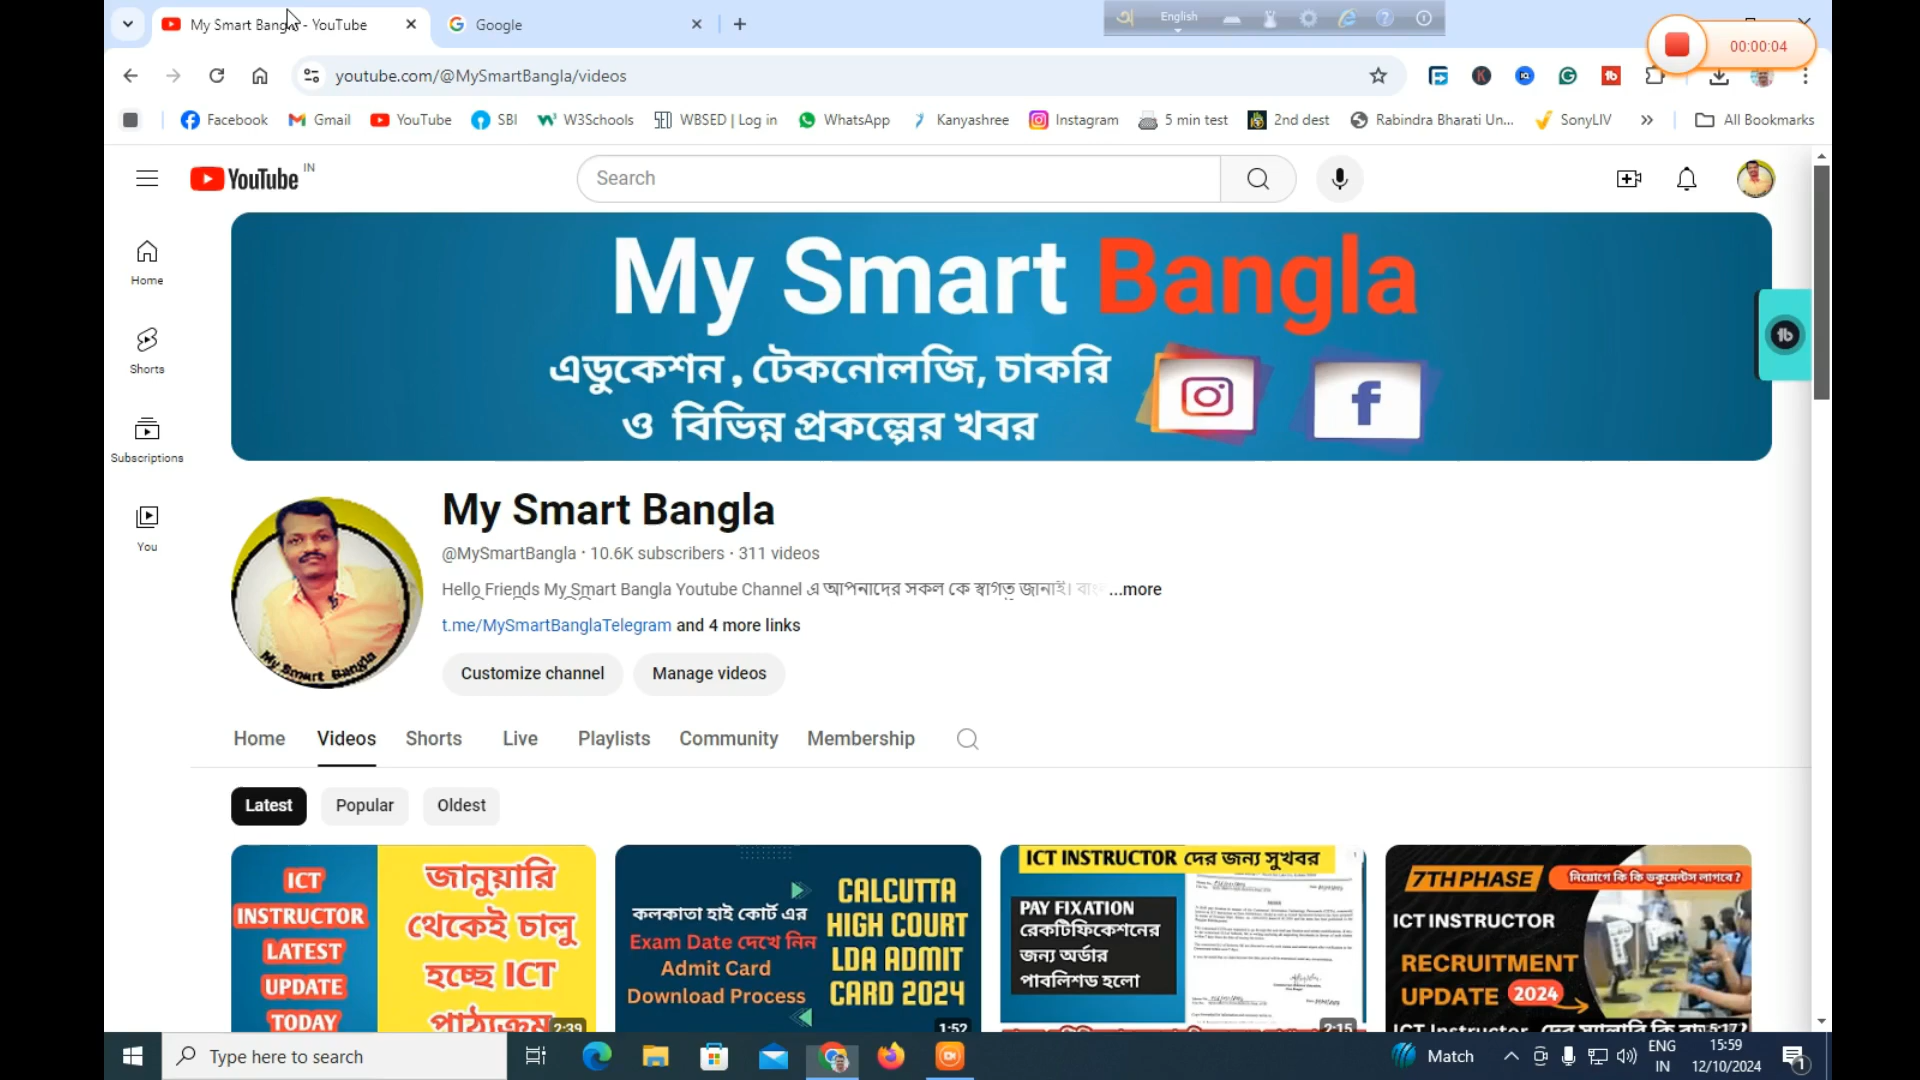 My Smart Bangla - YouTube
Google
English
00:00:04
youtube.com/@MySmartBangla/videos
Facebook
Gmail
YouTube
SBI
W3Schools
WBSED | Log in
WhatsApp
Kanyashree
Instagram
5 min test
2nd dest
Rabindra Bharati Un...
SonyLIV
All Bookmarks
YouTube IN
Search
Home
Shorts
Subscriptions
You
My Smart Bangla
এডুকেশন, টেকনোলজি, চাকরি
ও বিভিন্ন প্রকল্পের খবর
My Smart Bangla
My Smart Bangla
@MySmartBangla · 10.6K subscribers · 311 videos
Hello Friends My Smart Bangla Youtube Channel এ আপনাদের সকল কে স্বাগত জানাই। ...more
t.me/MySmartBanglaTelegram and 4 more links
Customize channel
Manage videos
Home
Videos
Shorts
Live
Playlists
Community
Membership
Latest
Popular
Oldest
ICT
INSTRUCTOR
LATEST
UPDATE
TODAY
জানুয়ারি
থেকেই চালু
হচ্ছে ICT
পাঠ্যক্রম
2:39
কলকাতা হাই কোর্ট এর
Exam Date দেখে নিন
Admit Card
Download Process
CALCUTTA
HIGH COURT
LDA ADMIT
CARD 2024
1:52
ICT INSTRUCTOR দের জন্য সুখবর
PAY FIXATION
রেকটিফিকেশনের
জন্য অর্ডার
পাবলিশড হলো
2:15
7TH PHASE
নিয়োগে কি কি ডকুমেন্টস লাগবে ?
ICT INSTRUCTOR
RECRUITMENT
UPDATE 2024
5:17
Type here to search
Match
ENG
IN
15:59
12/10/2024
1